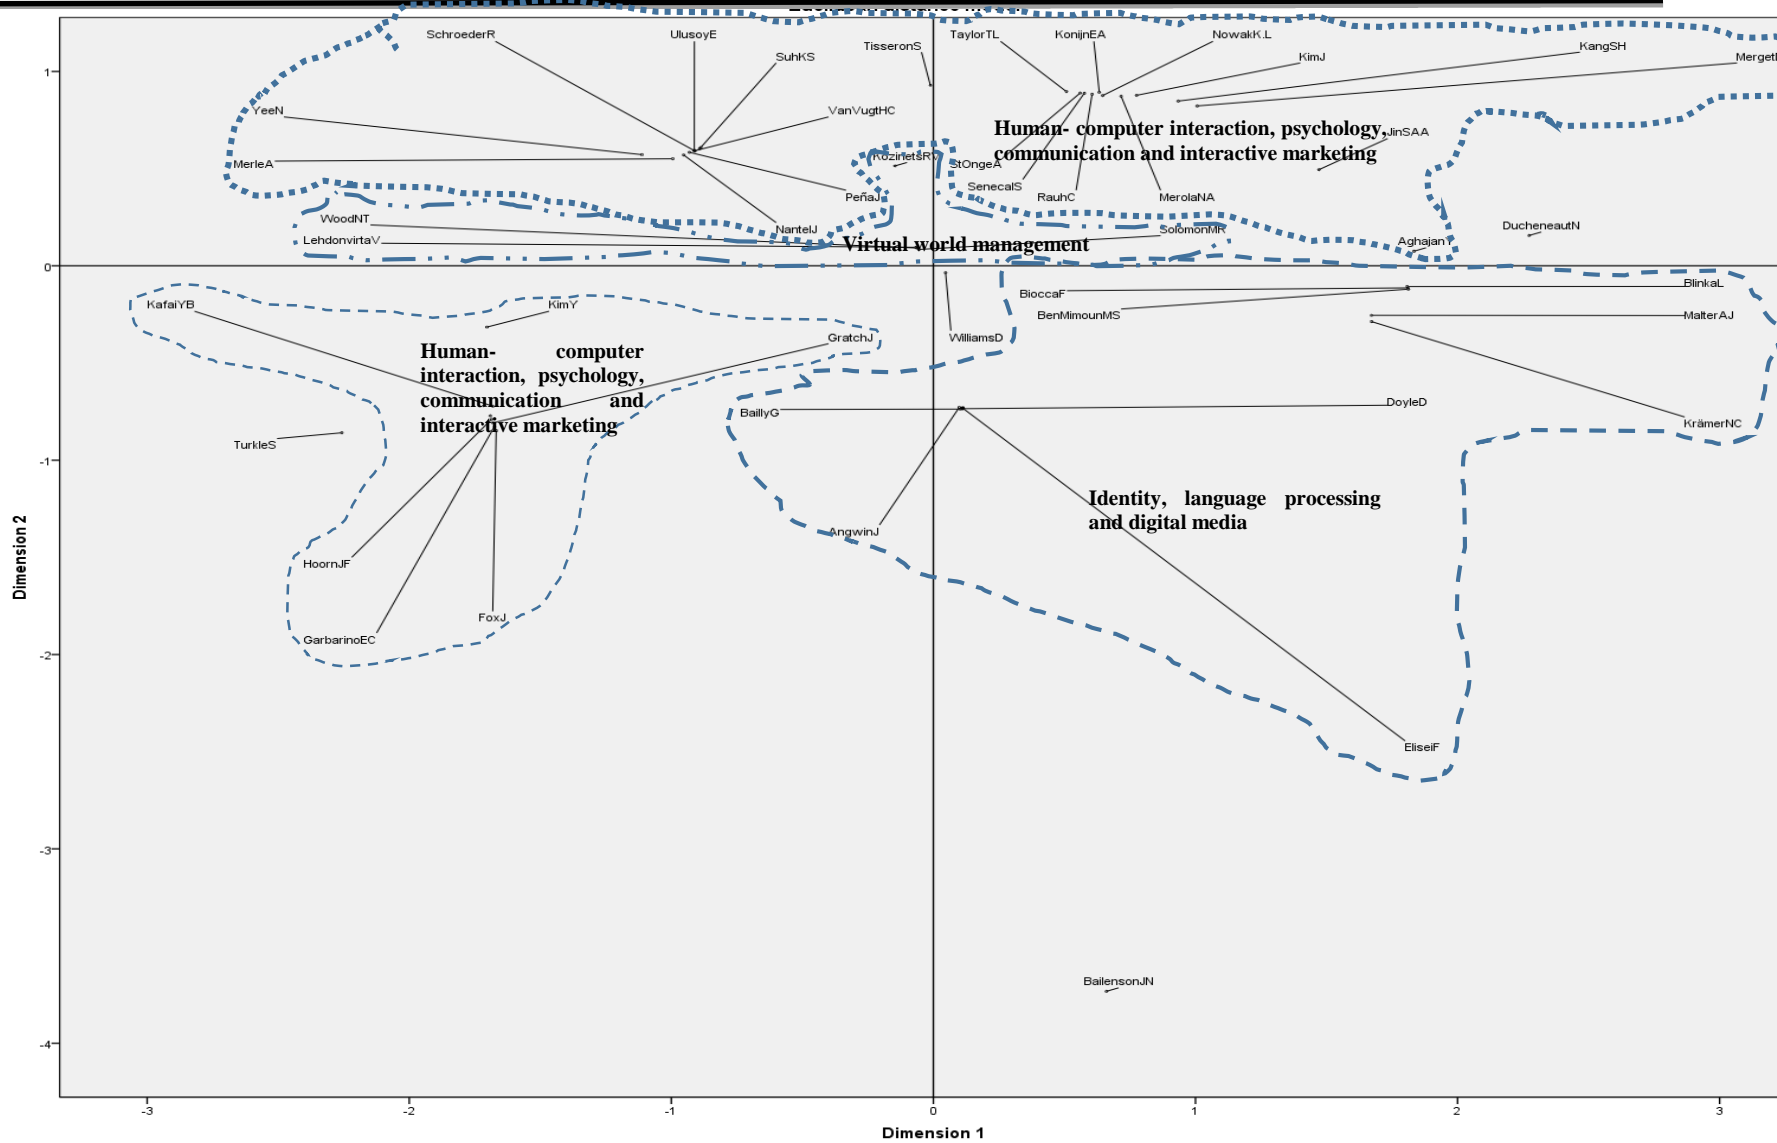 SchroederR
UlusoyE
TisseronS
TaylorTL
KonijnEA
NowakK.L
KangSH
SuhKS
KimJ
1
YeeN
VanVugtHC
Human- computer interaction, psychology,
communication and interactive marketing
JinSAA
MerleA
StOngeA
SenecalS
PeñaJ
RauhC
MerolaNA
WoodNT
NantelJ
SolomonMR
DucheneautN
LehdonvirtaV
Virtual world management
0
BlinkaL
BioccaF
KafaiYB
KimY
BenMimounMS
MalterAJ
GratchJ
WilliamsD
Human- computer
interaction, psychology,
communication and
interactive marketing
BaillyG
DoyleD
KrämerNC
TurkleS
-1
Identity, language processing
and digital media
AngwinJ
HoornJF
FoxJ
GarbarinoEC
-2
EliseiF
-3
BailensonJN
-4
Dimension 2
-3
-2
-1
0
1
2
3
Dimension 1